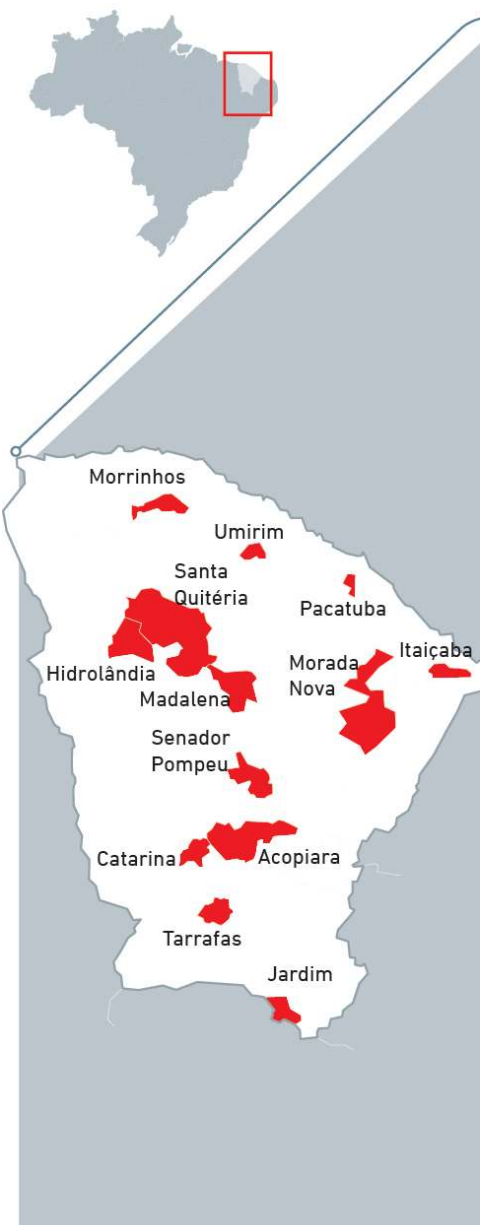 Morrinhos
Umirim
Santa
Quitéria
Pacatuba
Itaiçaba
Morada
Nova
Hidrolândia
Madalena
Senador
Pompeu
Catarina
Acopiara
Tarrafas
Jardim